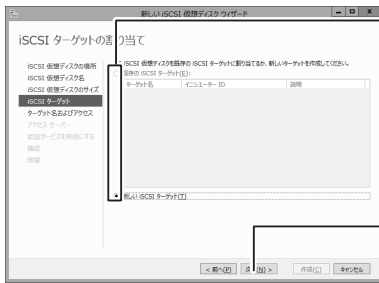 新しい iSCSI 仮想ディスク ウィザード
iSCSI ターゲットの割り当て
iSCSI 仮想ディスクの場所
iSCSI 仮想ディスク名
iSCSI 仮想ディスクのサイズ
iSCSI ターゲット
ターゲット名およびアクセス
アクセス サーバー
認証サービスを有効にする
確認
結果
iSCSI 仮想ディスクを既存の iSCSI ターゲットに割り当てるか、新しいターゲットを作成してください。
既存の iSCSI ターゲット(E):
ターゲット名 イニシエーター ID 説明
新しい iSCSI ターゲット(T)
< 前へ(P) 次へ(N) > 作成(C) キャンセル